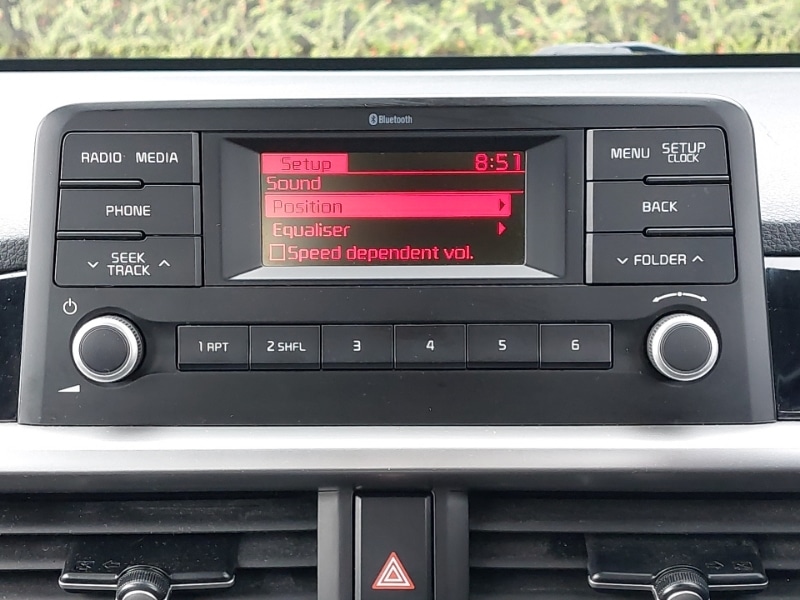 Bluetooth
RADIO MEDIA
PHONE
SEEK
TRACK
Setup 8:51
Sound
Position
Equaliser
Speed dependent vol.
MENU SETUP
CLOCK
BACK
FOLDER
1 RPT 2 SHFL 3 4 5 6